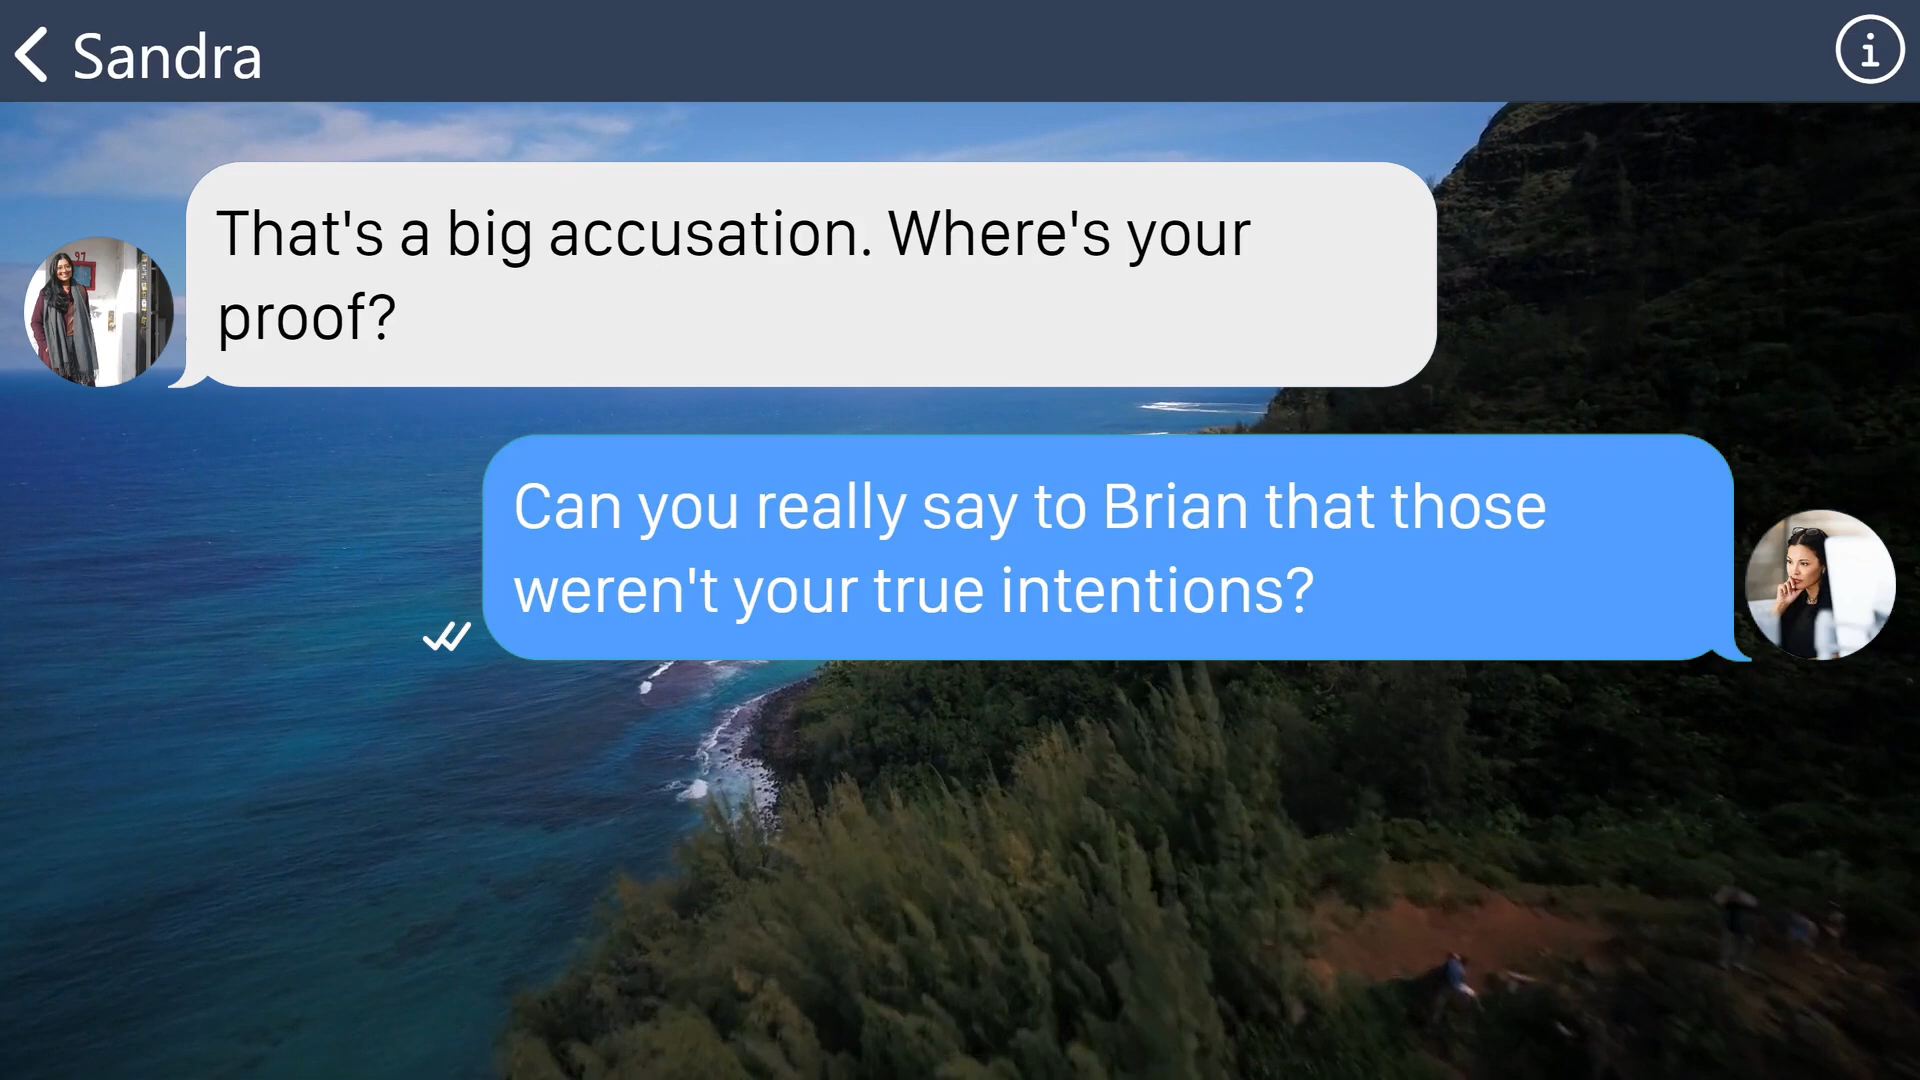 Sandra
That's a big accusation. Where's your
proof?
Can you really say to Brian that those
weren't your true intentions?
97